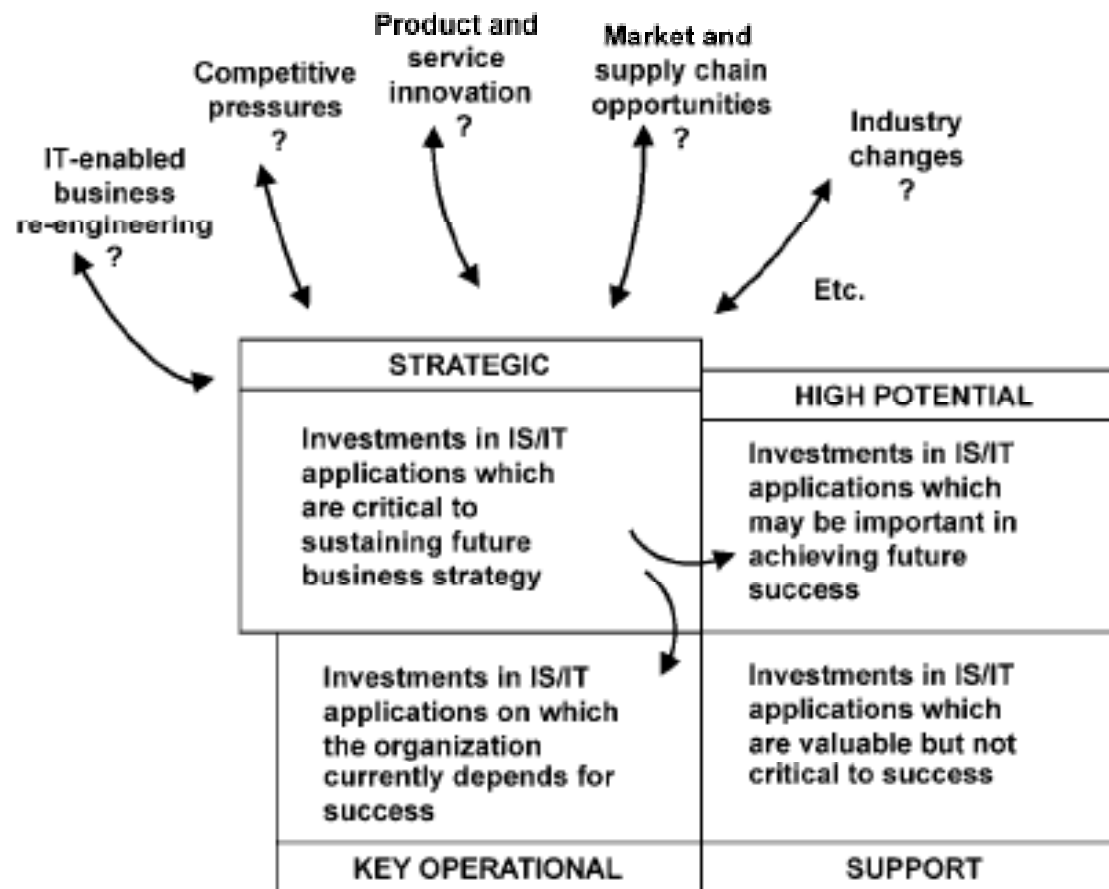 Product and
service
innovation
?
Competitive
pressures
?
Market and
supply chain
opportunities
?
Industry
changes
?
IT-enabled
business
re-engineering
?
Etc.
STRATEGIC
Investments in IS/IT
applications which
are critical to
sustaining future
business strategy
HIGH POTENTIAL
Investments in IS/IT
applications which
may be important in
achieving future
success
Investments in IS/IT
applications on which
the organization
currently depends for
success
KEY OPERATIONAL
Investments in IS/IT
applications which
are valuable but not
critical to success
SUPPORT